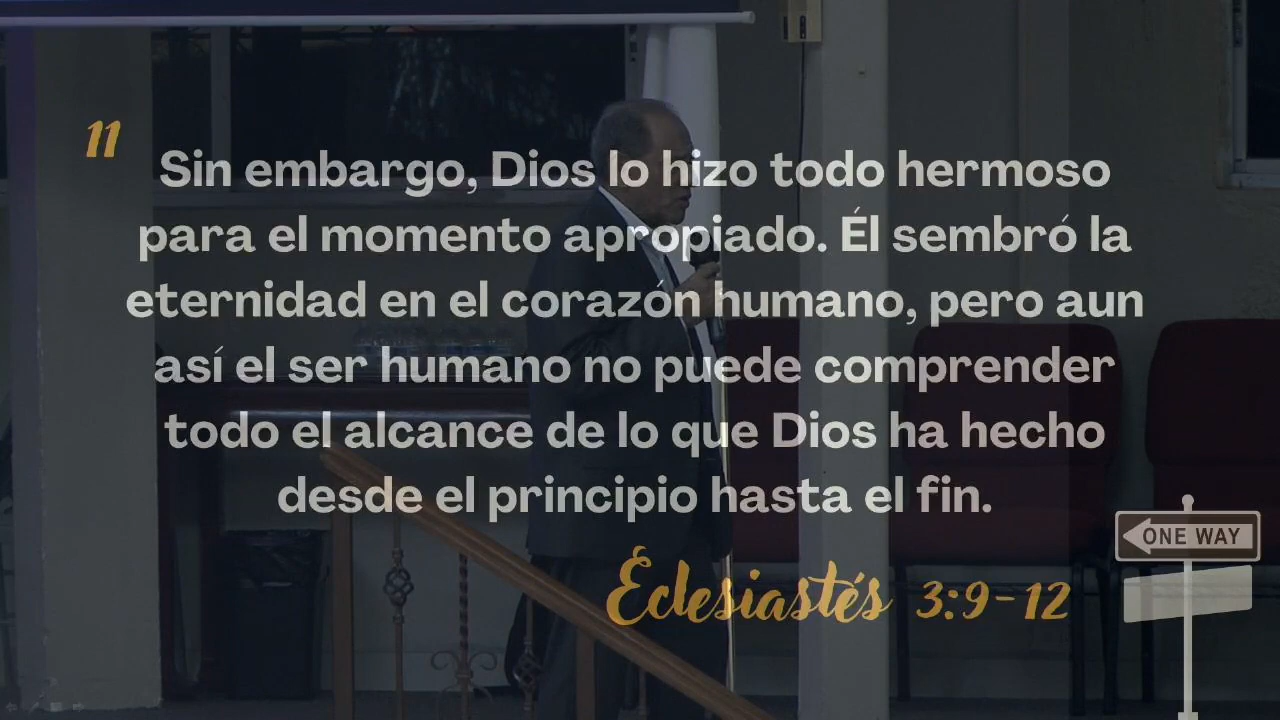 11 Sin embargo, Dios lo hizo todo hermoso
para el momento apropiado. Él sembró la
eternidad en el corazón humano, pero aun
así el ser humano no puede comprender
todo el alcance de lo que Dios ha hecho
desde el principio hasta el fin.
Eclesiastés 3:9-12
ONE WAY